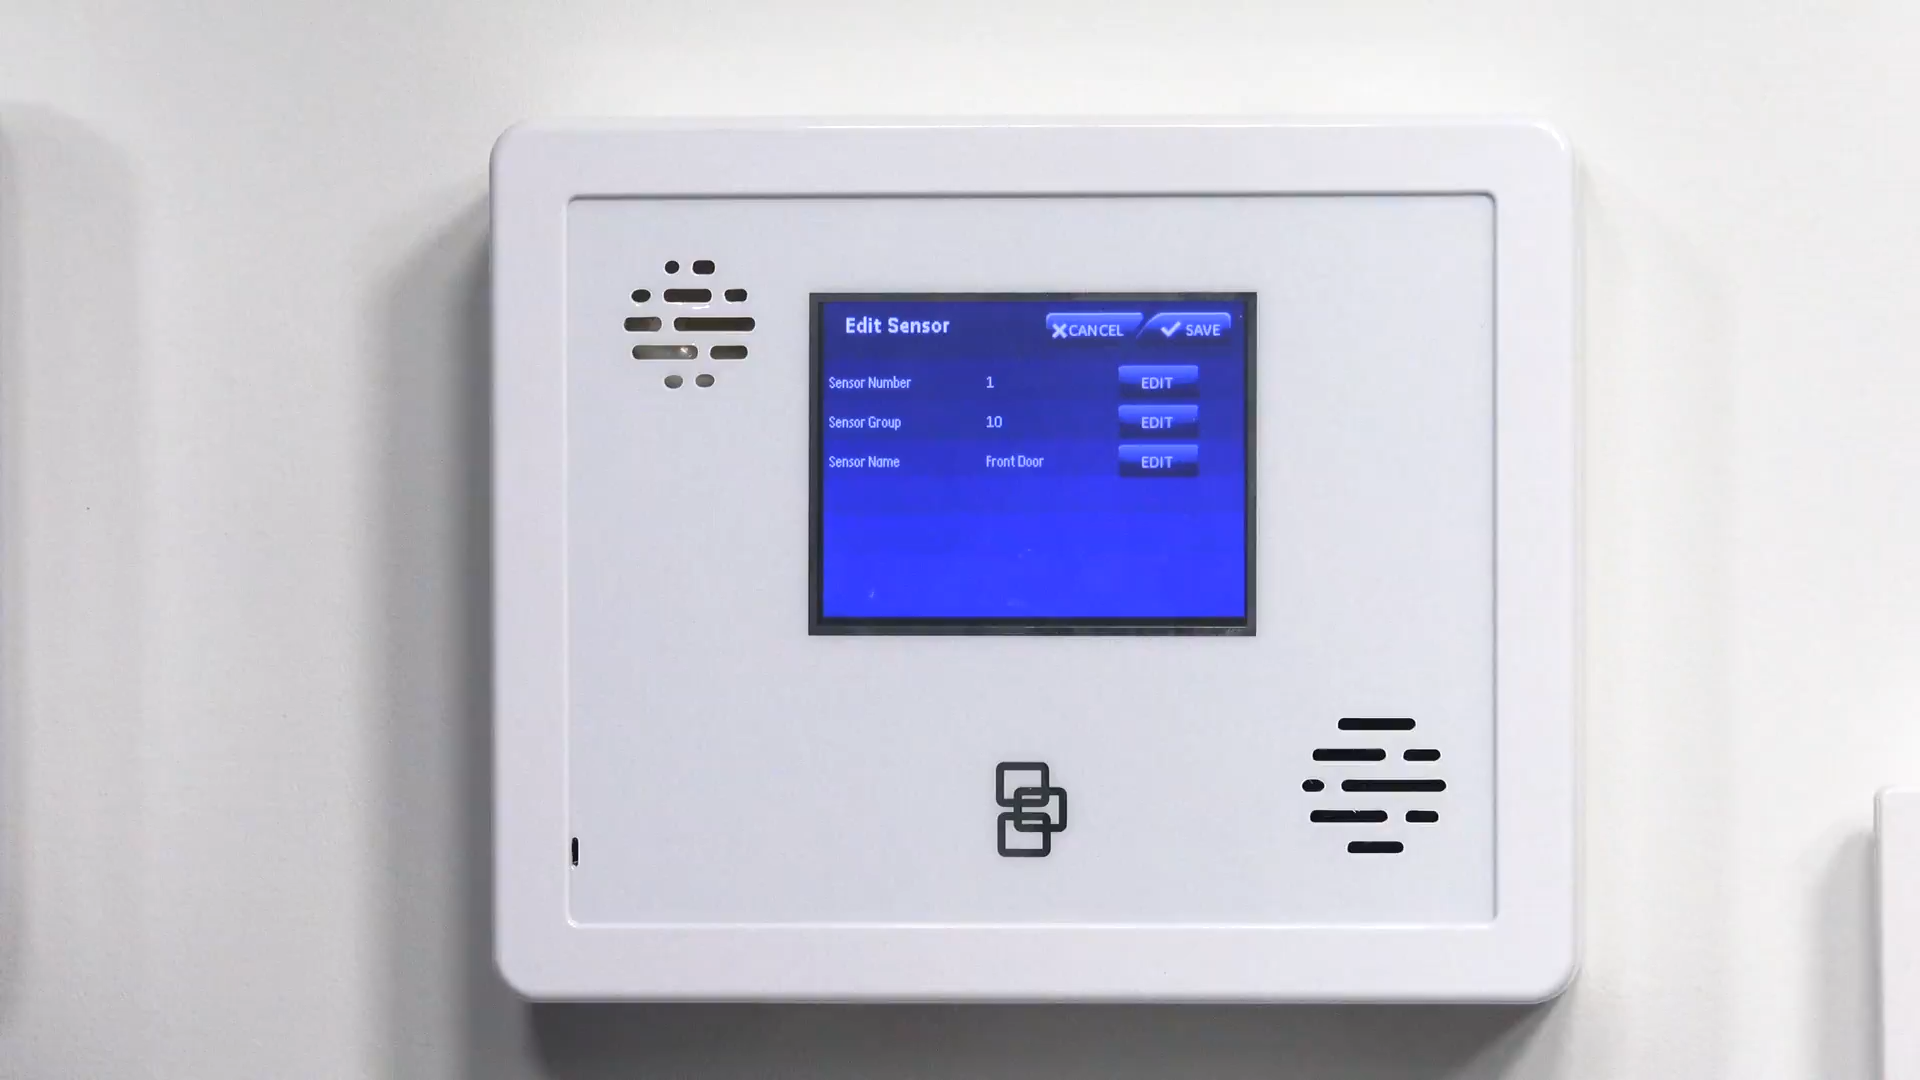 Edit Sensor
CANCEL
SAVE
Sensor Number 1 EDIT
Sensor Group 10 EDIT
Sensor Name Front Door EDIT